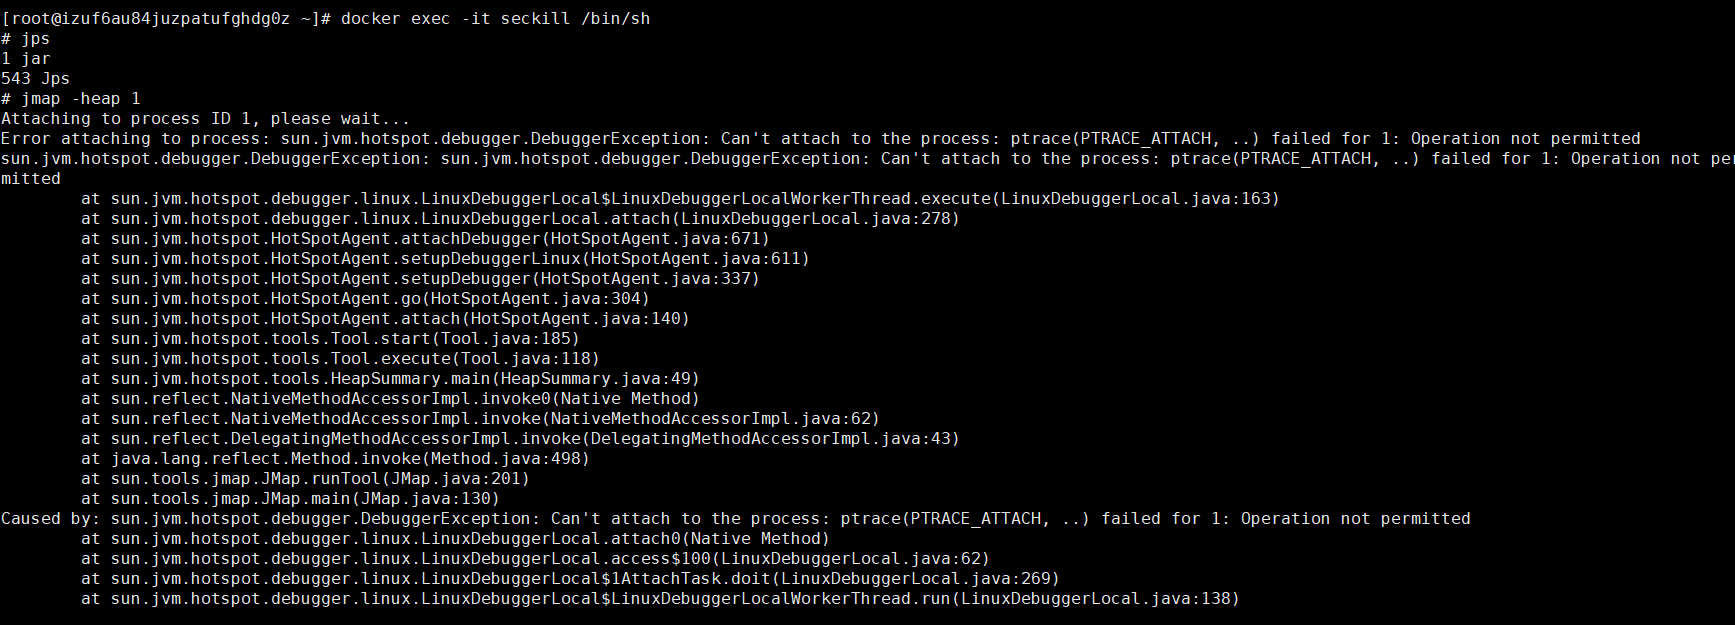 [root@izuf6au84juzpatufghdg0z ~]# docker exec -it seckill /bin/sh
# jps
1 jar
543 Jps
# jmap -heap 1
Attaching to process ID 1, please wait...
Error attaching to process: sun.jvm.hotspot.debugger.DebuggerException: Can't attach to the process: ptrace(PTRACE_ATTACH, ..) failed for 1: Operation not permitted
sun.jvm.hotspot.debugger.DebuggerException: sun.jvm.hotspot.debugger.DebuggerException: Can't attach to the process: ptrace(PTRACE_ATTACH, ..) failed for 1: Operation not per
mitted
        at sun.jvm.hotspot.debugger.linux.LinuxDebuggerLocal$LinuxDebuggerLocalWorkerThread.execute(LinuxDebuggerLocal.java:163)
        at sun.jvm.hotspot.debugger.linux.LinuxDebuggerLocal.attach(LinuxDebuggerLocal.java:278)
        at sun.jvm.hotspot.HotSpotAgent.attachDebugger(HotSpotAgent.java:671)
        at sun.jvm.hotspot.HotSpotAgent.setupDebuggerLinux(HotSpotAgent.java:611)
        at sun.jvm.hotspot.HotSpotAgent.setupDebugger(HotSpotAgent.java:337)
        at sun.jvm.hotspot.HotSpotAgent.go(HotSpotAgent.java:304)
        at sun.jvm.hotspot.HotSpotAgent.attach(HotSpotAgent.java:140)
        at sun.jvm.hotspot.tools.Tool.start(Tool.java:185)
        at sun.jvm.hotspot.tools.Tool.execute(Tool.java:118)
        at sun.jvm.hotspot.tools.HeapSummary.main(HeapSummary.java:49)
        at sun.reflect.NativeMethodAccessorImpl.invoke0(Native Method)
        at sun.reflect.NativeMethodAccessorImpl.invoke(NativeMethodAccessorImpl.java:62)
        at sun.reflect.DelegatingMethodAccessorImpl.invoke(DelegatingMethodAccessorImpl.java:43)
        at java.lang.reflect.Method.invoke(Method.java:498)
        at sun.tools.jmap.JMap.runTool(JMap.java:201)
        at sun.tools.jmap.JMap.main(JMap.java:130)
Caused by: sun.jvm.hotspot.debugger.DebuggerException: Can't attach to the process: ptrace(PTRACE_ATTACH, ..) failed for 1: Operation not permitted
        at sun.jvm.hotspot.debugger.linux.LinuxDebuggerLocal.attach0(Native Method)
        at sun.jvm.hotspot.debugger.linux.LinuxDebuggerLocal.access$100(LinuxDebuggerLocal.java:62)
        at sun.jvm.hotspot.debugger.linux.LinuxDebuggerLocal$1AttachTask.doit(LinuxDebuggerLocal.java:269)
        at sun.jvm.hotspot.debugger.linux.LinuxDebuggerLocal$LinuxDebuggerLocalWorkerThread.run(LinuxDebuggerLocal.java:138)